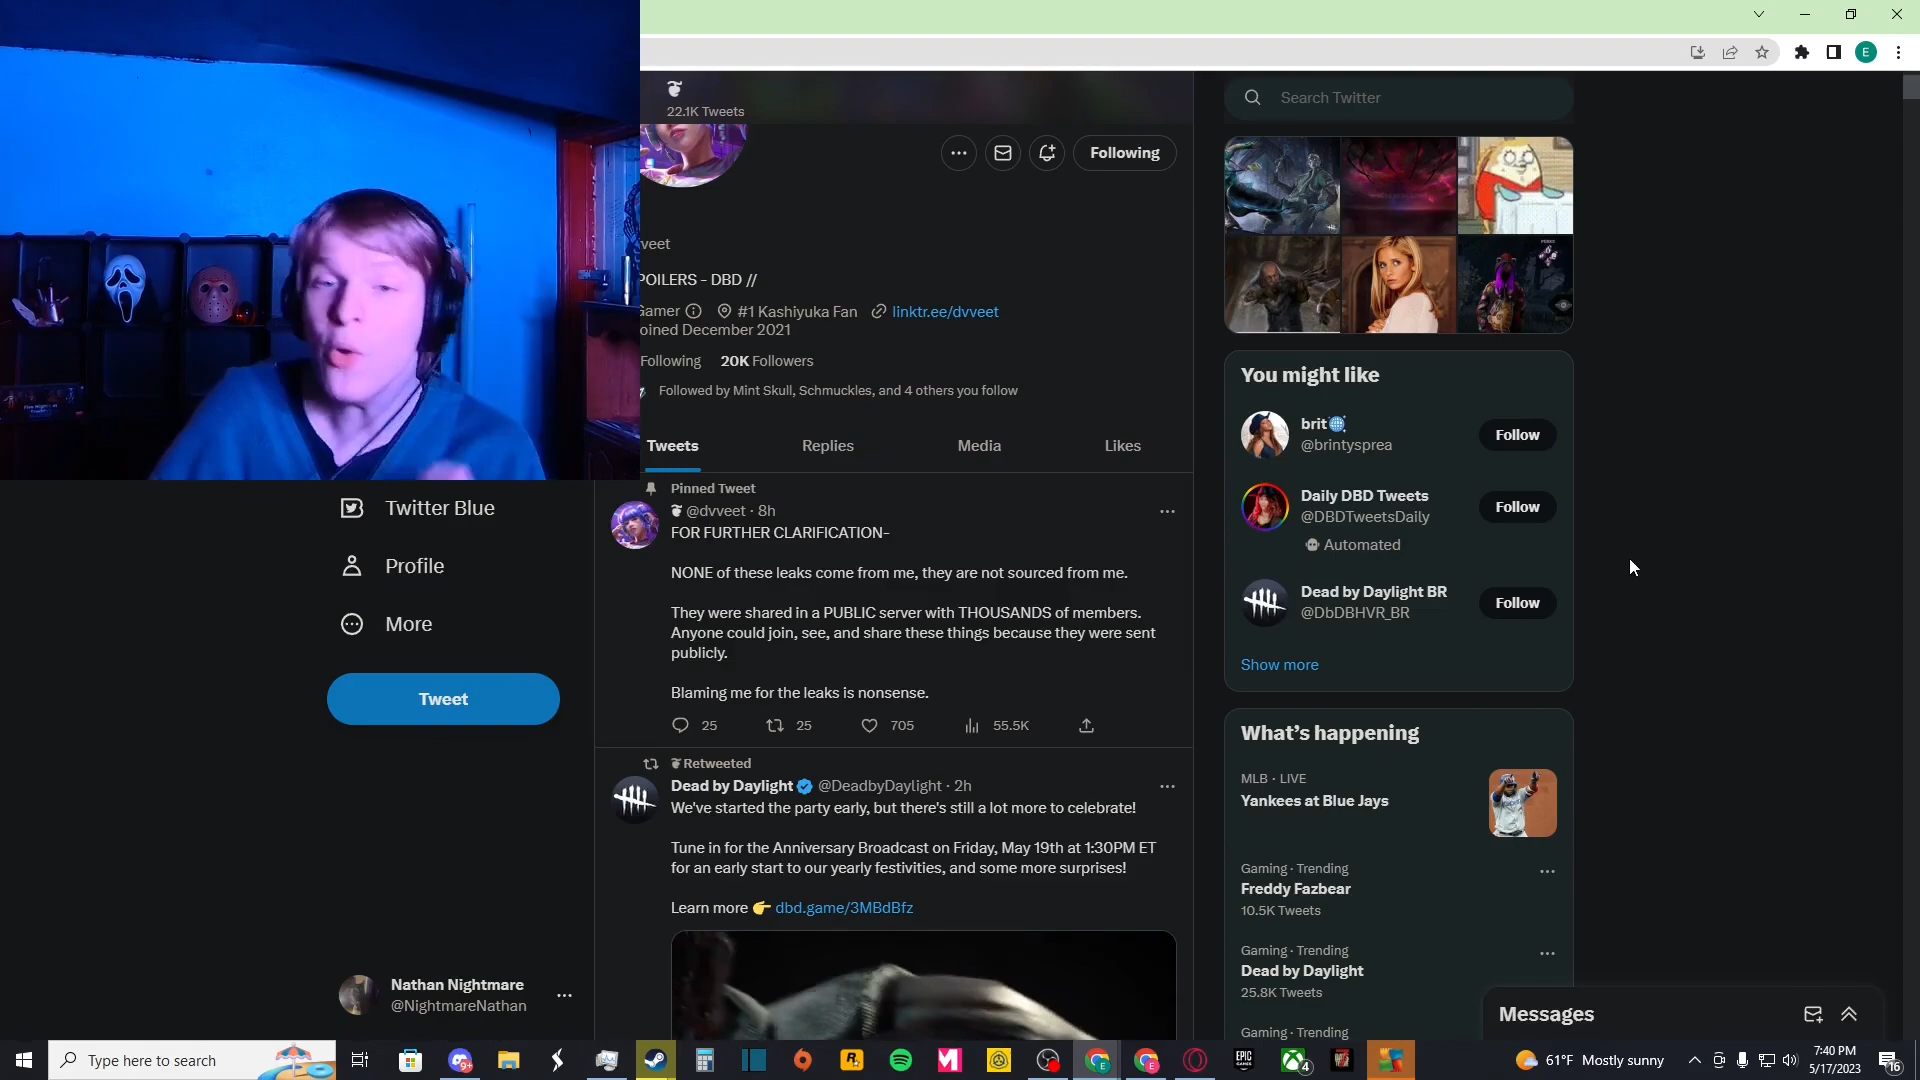 22.1K Tweets
Search Twitter
Following
veet
POILERS - DBD //
amer #1 Kashiyuka Fan linktr.ee/dvveet
oined December 2021
Following 20K Followers
Followed by Mint Skull, Schmuckles, and 4 others you follow
Tweets Replies Media Likes
Pinned Tweet
@dvveet · 8h
FOR FURTHER CLARIFICATION-
NONE of these leaks come from me, they are not sourced from me.
They were shared in a PUBLIC server with THOUSANDS of members.
Anyone could join, see, and share these things because they were sent
publicly.
Blaming me for the leaks is nonsense.
25 25 705 55.5K
Retweeted
Dead by Daylight @DeadbyDaylight · 2h
We've started the party early, but there's still a lot more to celebrate!
Tune in for the Anniversary Broadcast on Friday, May 19th at 1:30PM ET
for an early start to our yearly festivities, and some more surprises!
Learn more 👉 dbd.game/3MBdBfz
Twitter Blue
Profile
More
Tweet
Nathan Nightmare
@NightmareNathan
You might like
brit
@brintysprea
Follow
Daily DBD Tweets
@DBDTweetsDaily
Automated
Follow
Dead by Daylight BR
@DbDBHVR_BR
Follow
Show more
What's happening
MLB · LIVE
Yankees at Blue Jays
Gaming · Trending
Freddy Fazbear
10.5K Tweets
Gaming · Trending
Dead by Daylight
25.8K Tweets
Gaming · Trending
Messages
E
Type here to search
9+
EPIC
GAMES
4
61°F Mostly sunny
7:40 PM
5/17/2023
16